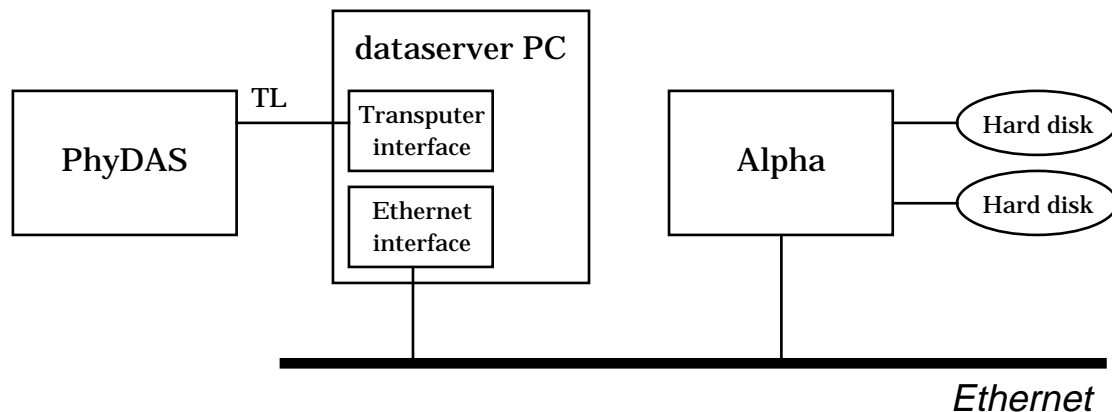 dataserver PC
TL
PhyDAS
Transputer
interface
Ethernet
interface
Alpha
Hard disk
Hard disk
Ethernet